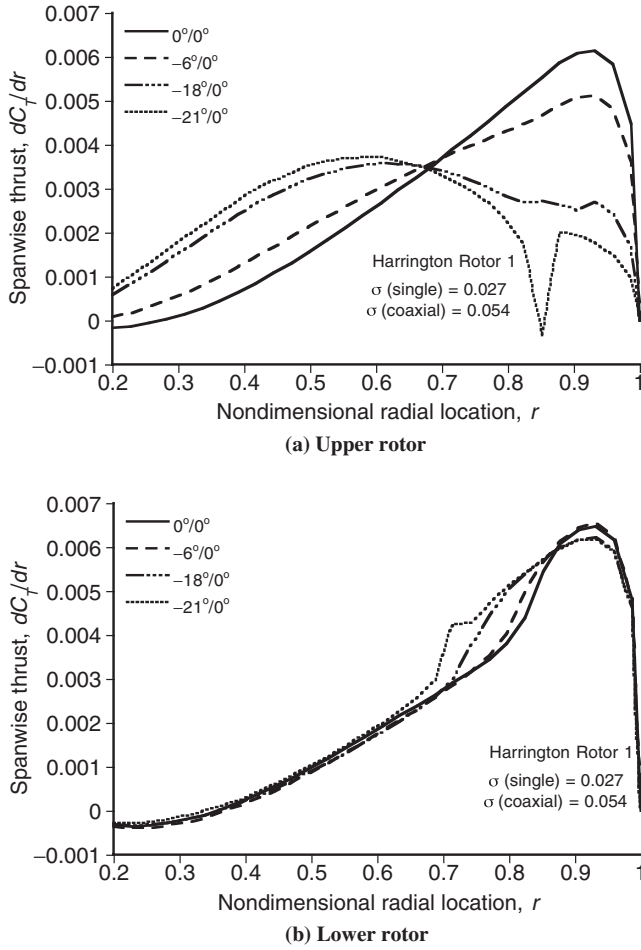 0.007
0.006
0.005
0.004
0.003
0.002
0.001
0
−0.001
Spanwise thrust, dC_T/dr
0°/0°
−6°/0°
−18°/0°
−21°/0°
Harrington Rotor 1
σ (single) = 0.027
σ (coaxial) = 0.054
0.2 0.3 0.4 0.5 0.6 0.7 0.8 0.9 1
Nondimensional radial location, r
(a) Upper rotor
0.007
0.006
0.005
0.004
0.003
0.002
0.001
0
−0.001
Spanwise thrust, dC_T/dr
0°/0°
−6°/0°
−18°/0°
−21°/0°
Harrington Rotor 1
σ (single) = 0.027
σ (coaxial) = 0.054
0.2 0.3 0.4 0.5 0.6 0.7 0.8 0.9 1
Nondimensional radial location, r
(b) Lower rotor